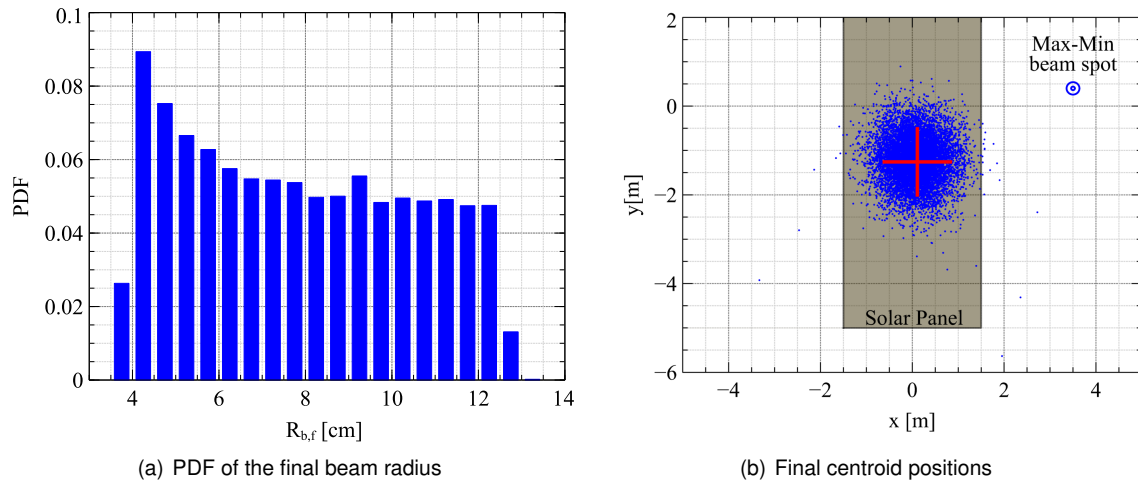 0.1
0.08
0.06
0.04
0.02
0
PDF
4
6
8
10
12
14
R_{b,f} [cm]
(a) PDF of the final beam radius
2
0
−2
−4
−6
y[m]
Max-Min
beam spot
Solar Panel
−4
−2
0
2
4
x [m]
(b) Final centroid positions